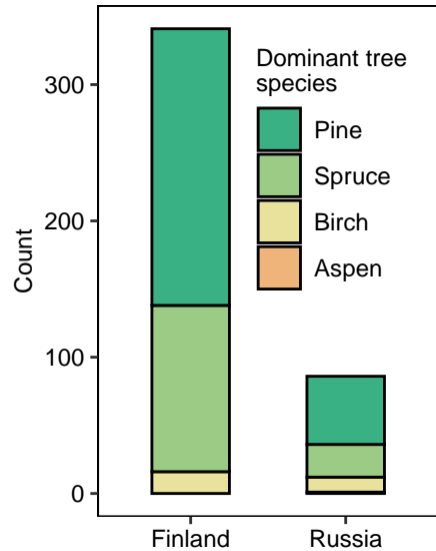 Dominant tree
species
Pine
Spruce
Birch
Aspen
Count
300
200
100
0
Finland
Russia